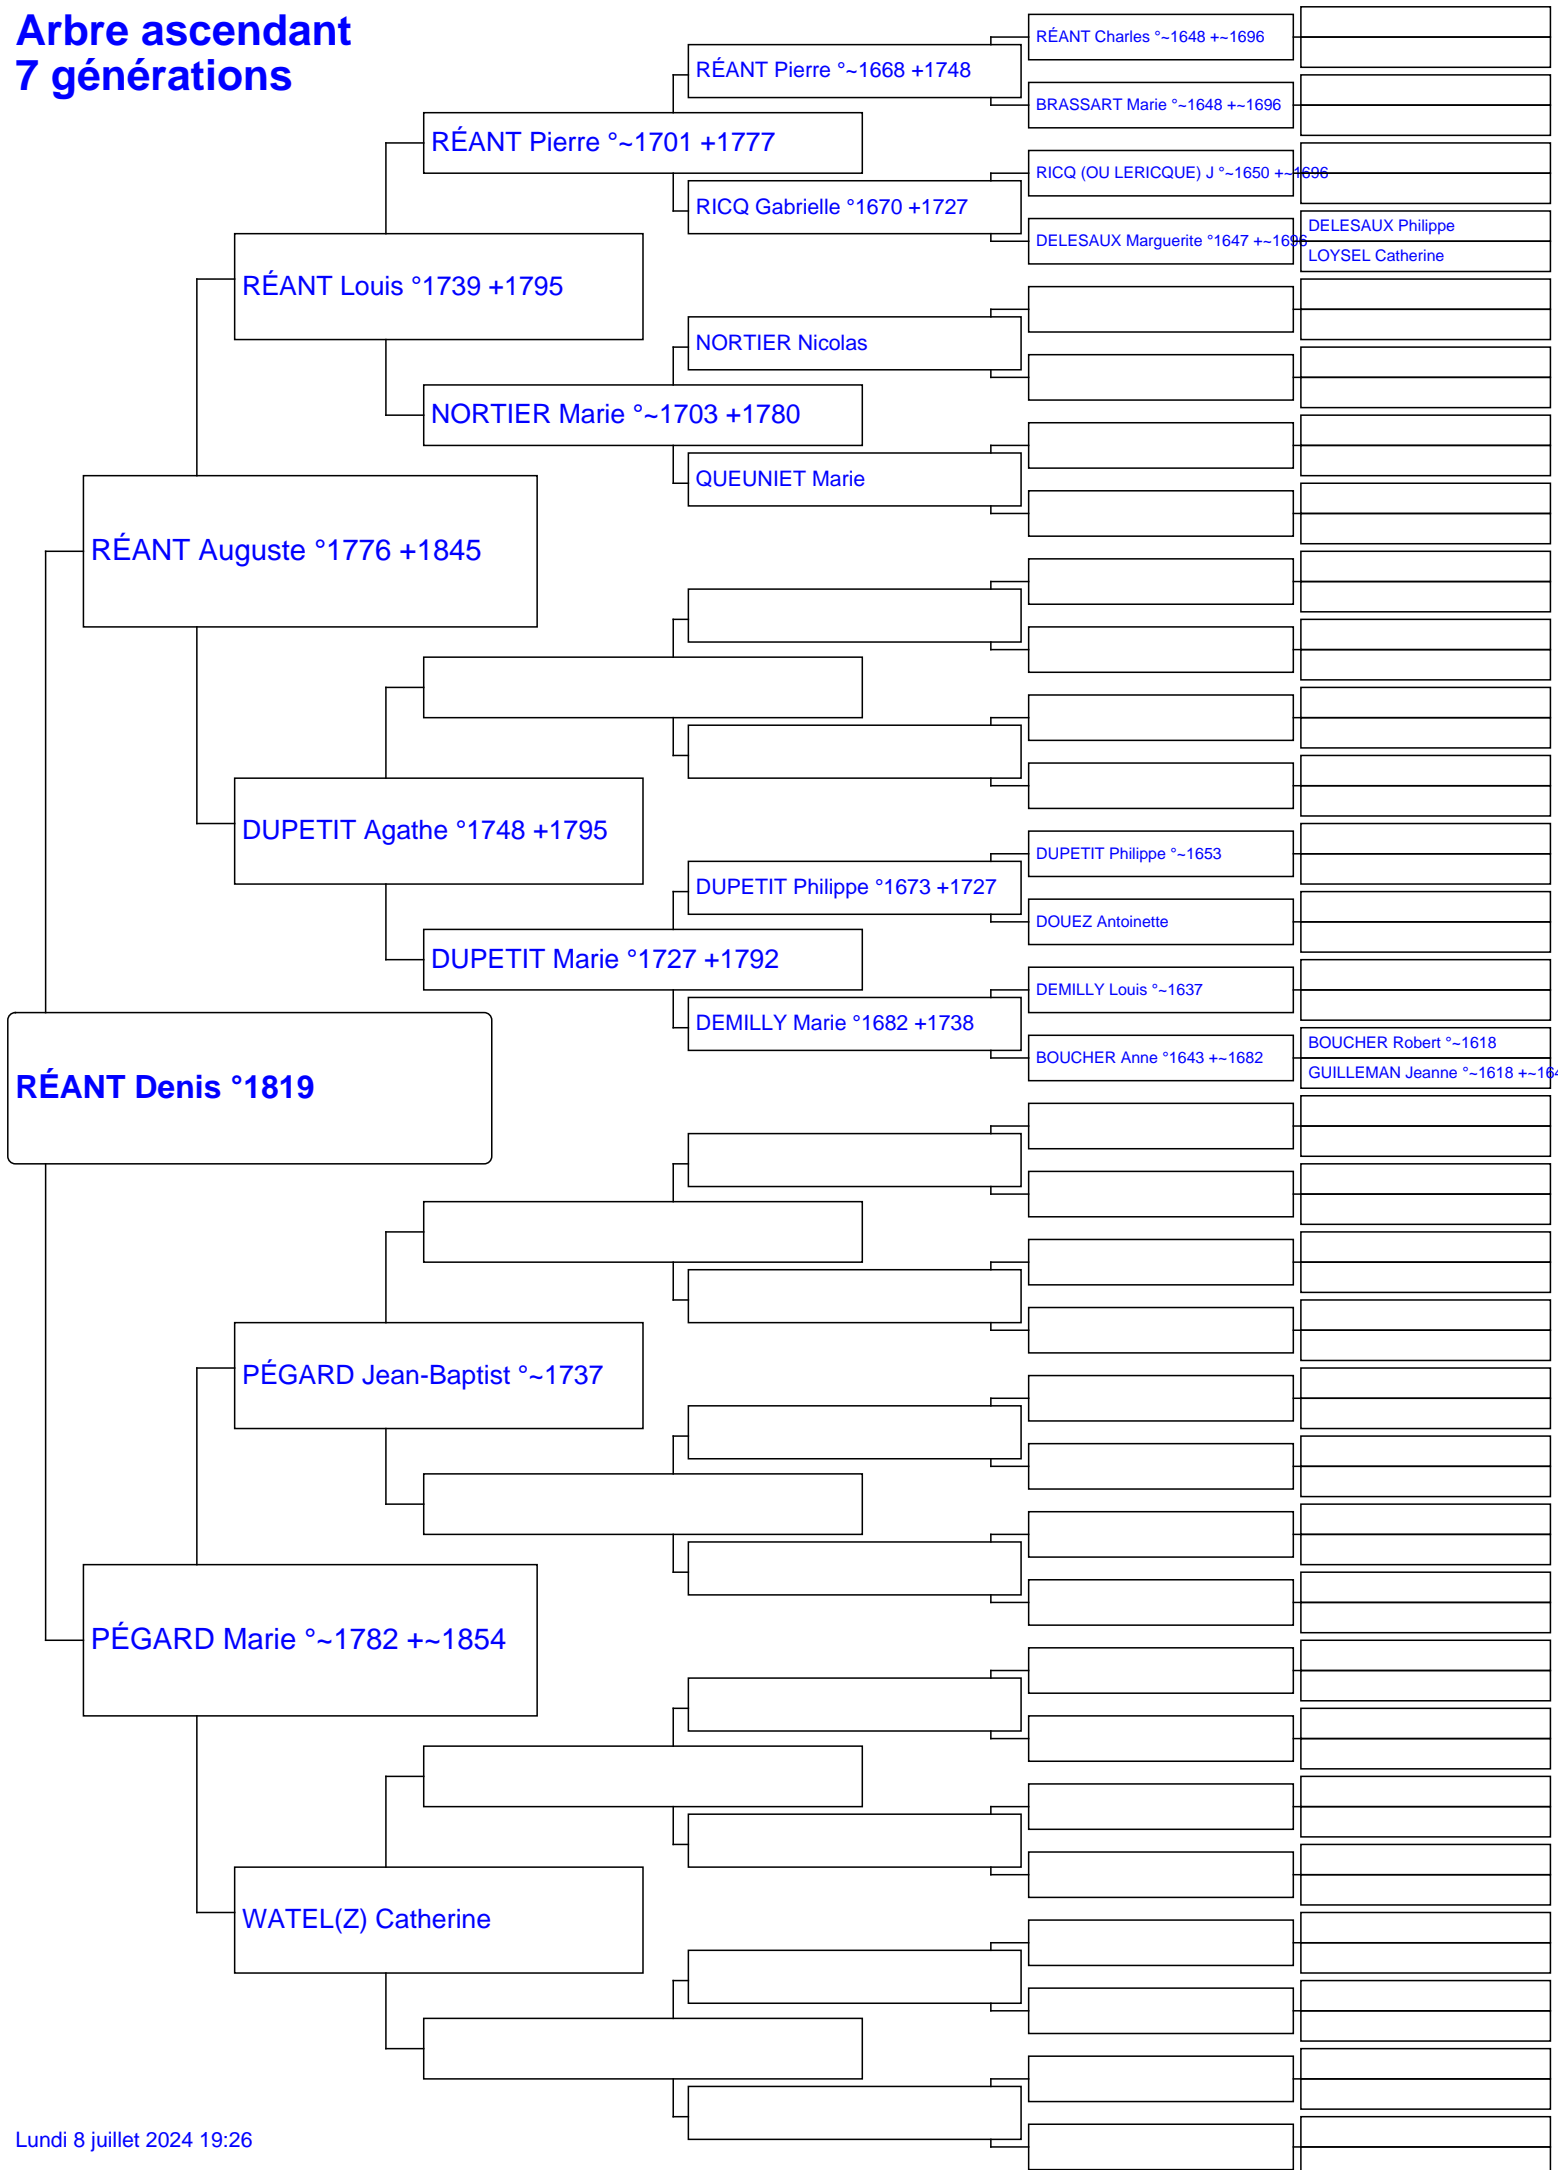 Arbre ascendant
7 générations
RÉANT Charles °~1648 +~1696
RÉANT Pierre °~1668 +1748
BRASSART Marie °~1648 +~1696
RÉANT Pierre °~1701 +1777
RICQ (OU LERICQUE) J °~1650 +~1696
RICQ Gabrielle °1670 +1727
DELESAUX Philippe
DELESAUX Marguerite °1647 +~1696
LOYSEL Catherine
RÉANT Louis °1739 +1795
NORTIER Nicolas
NORTIER Marie °~1703 +1780
QUEUNIET Marie
RÉANT Auguste °1776 +1845
DUPETIT Agathe °1748 +1795
DUPETIT Philippe °~1653
DUPETIT Philippe °1673 +1727
DOUEZ Antoinette
DUPETIT Marie °1727 +1792
DEMILLY Louis °~1637
DEMILLY Marie °1682 +1738
BOUCHER Robert °~1618
BOUCHER Anne °1643 +~1682
GUILLEMAN Jeanne °~1618 +~164
RÉANT Denis °1819
PÉGARD Jean-Baptist °~1737
PÉGARD Marie °~1782 +~1854
WATEL(Z) Catherine
Lundi 8 juillet 2024 19:26